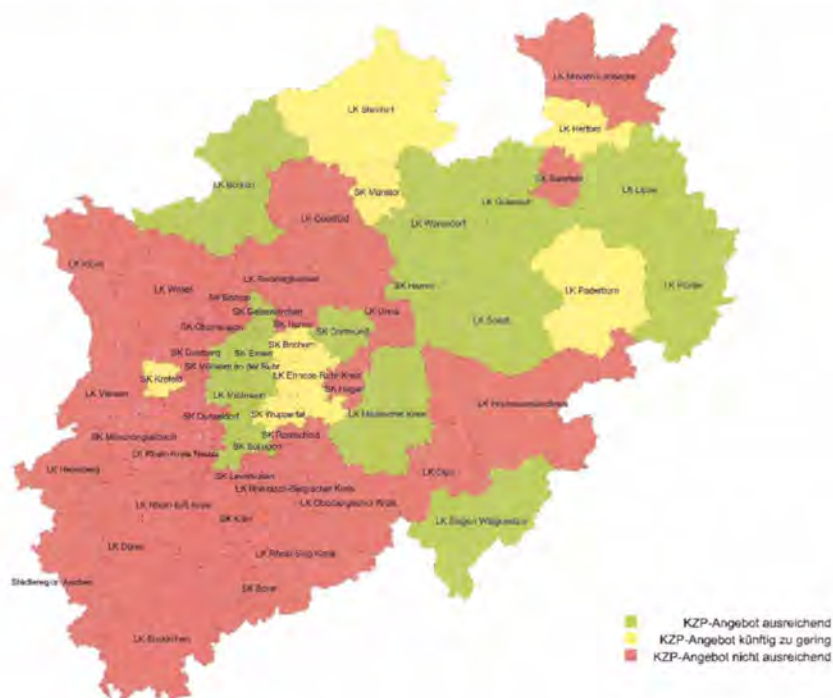 LK Steinfurt
LK Herford
LK Borken
SK Münster
SK Bielefeld
LK Lippe
LK Gütersloh
LK Coesfeld
LK Warendorf
LK Kleve
LK Recklinghausen
LK Wesel
SK Hamm
LK Paderborn
LK Höxter
SK Bottrop
SK Gelsenkirchen
LK Unna
LK Soest
SK Herne
SK Oberhausen
SK Dortmund
SK Bochum
SK Duisburg
SK Essen
SK Mülheim an der Ruhr
SK Krefeld
LK Ennepe-Ruhr-Kreis
SK Hagen
LK Viersen
LK Mettmann
LK Märkischer Kreis
LK Hochsauerlandkreis
SK Düsseldorf
SK Wuppertal
SK Mönchengladbach
SK Remscheid
SK Solingen
LK Rhein-Kreis Neuss
LK Heinsberg
SK Leverkusen
LK Olpe
LK Rheinisch-Bergischer Kreis
LK Oberbergischer Kreis
LK Rhein-Erft-Kreis
SK Köln
LK Siegen-Wittgenstein
LK Düren
LK Rhein-Sieg-Kreis
Städteregion Aachen
SK Bonn
LK Euskirchen
KZP-Angebot ausreichend
KZP-Angebot künftig zu gering
KZP-Angebot nicht ausreichend